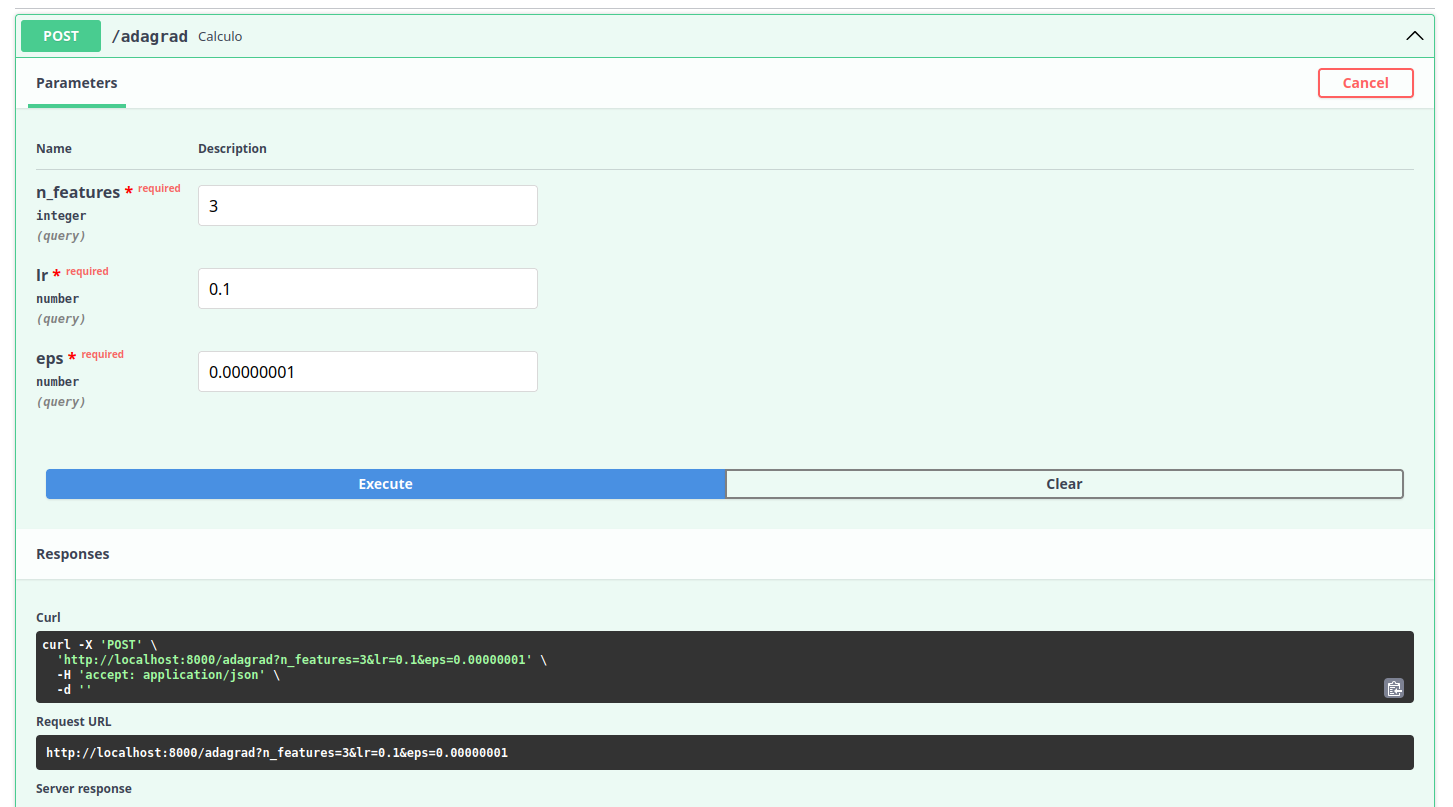 POST /adagrad Calculo
Parameters
Cancel
Name Description
n_features * required
integer
(query)
3
lr * required
number
(query)
0.1
eps * required
number
(query)
0.00000001
Execute
Clear
Responses
Curl
curl -X 'POST' \
'http://localhost:8000/adagrad?n_features=3&lr=0.1&eps=0.00000001' \
-H 'accept: application/json' \
-d ''
Request URL
http://localhost:8000/adagrad?n_features=3&lr=0.1&eps=0.00000001
Server response